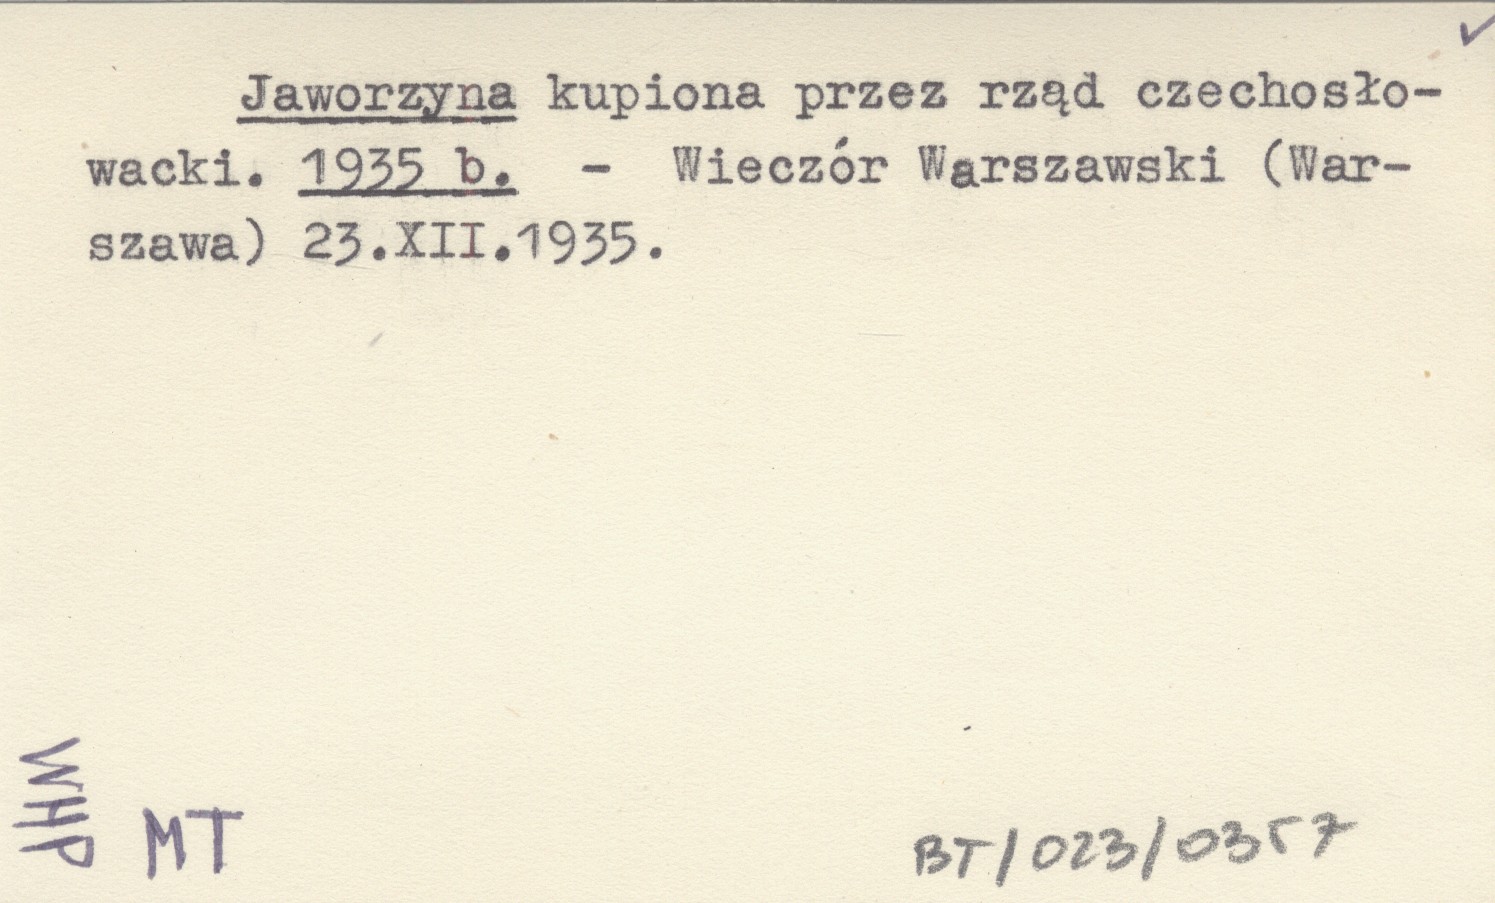 Jaworzyna kupiona przez rząd czechosło-
wacki. 1935 b. - Wieczór Warszawski (War-
szawa) 23.XII.1935.
WHP
MT
BT/023/0357